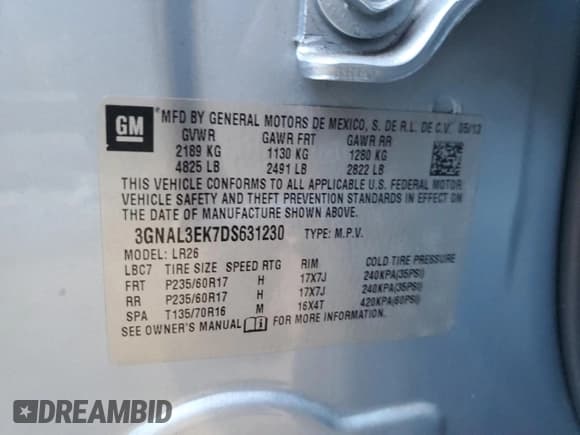 GM
®MFD BY GENERAL MOTORS DE MEXICO, S. DE R.L. DE C.V. 05/13
GVWR GAWR FRT GAWR RR
2189 KG 1130 KG 1280 KG
4825 LB 2491 LB 2822 LB
THIS VEHICLE CONFORMS TO ALL APPLICABLE U.S. FEDERAL MOTOR
VEHICLE SAFETY AND THEFT PREVENTION STANDARDS IN EFFECT ON
THE DATE OF MANUFACTURE SHOWN ABOVE.
3GNAL3EK7DS631230 TYPE: M.P.V.
MODEL: LR26
LBC7 TIRE SIZE SPEED RTG RIM COLD TIRE PRESSURE
FRT P235/60R17 H 17X7J 240KPA(35PSI)
RR P235/60R17 H 17X7J 240KPA(35PSI)
SPA T135/70R16 M 16X4T 420KPA(60PSI)
SEE OWNER'S MANUAL FOR MORE INFORMATION.
DREAMBID